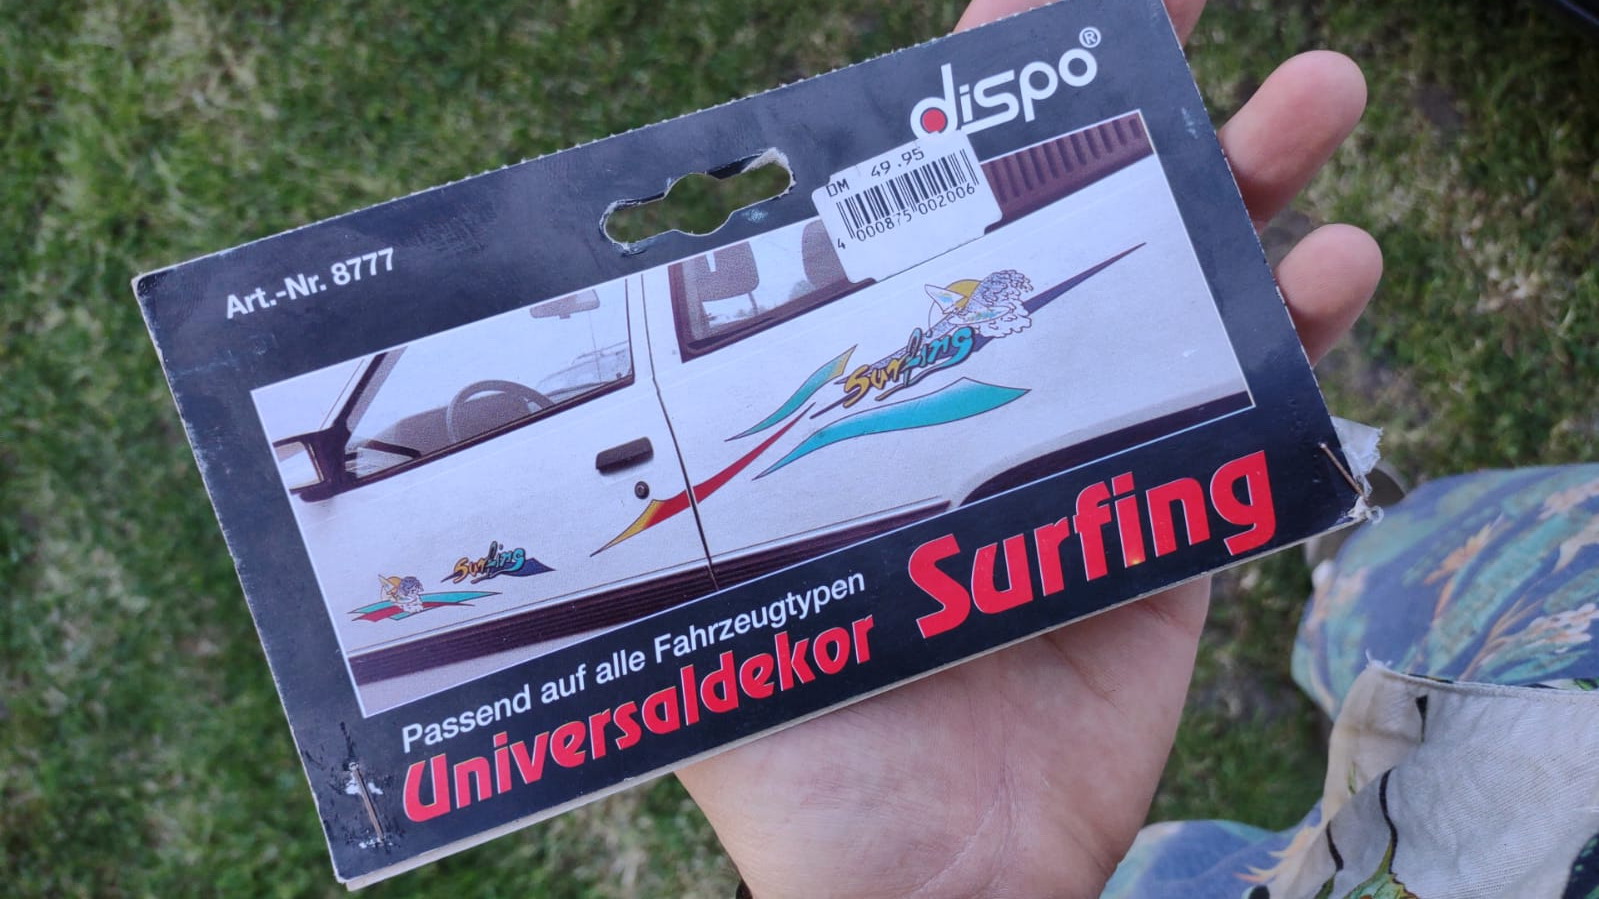 dispo®
DM 49.95
4 000875 002006
Art.-Nr. 8777
Surfing
Surfing
Passend auf alle Fahrzeugtypen
Universaldekor Surfing